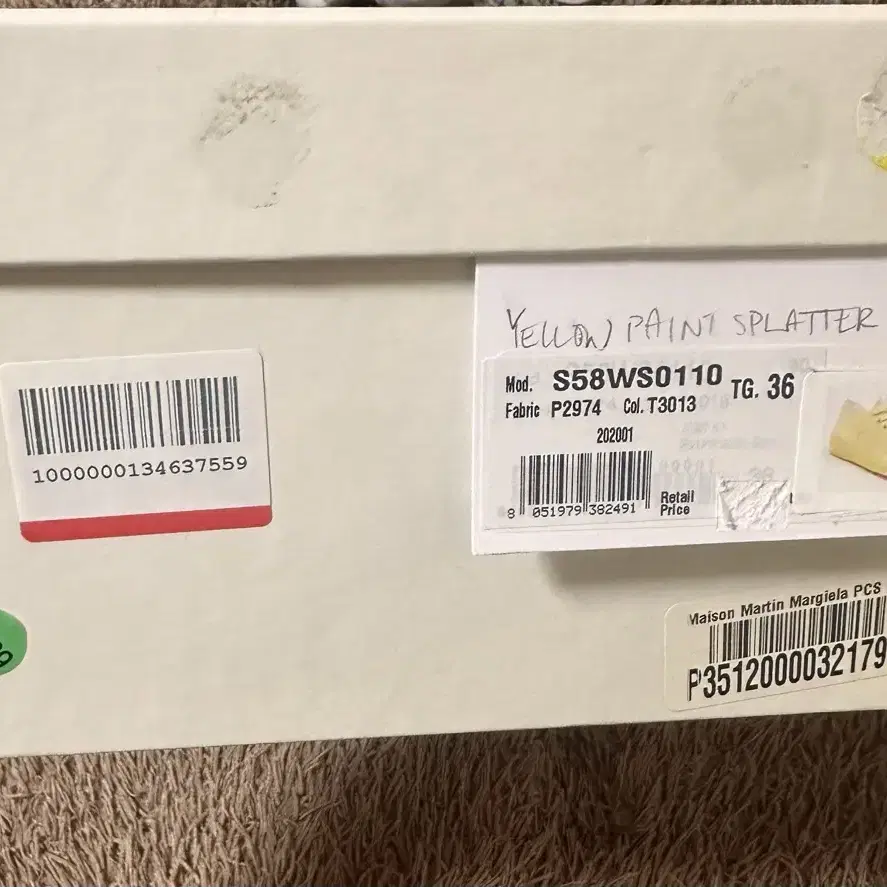 YELLOW PAINT SPLATTER
Mod. S58WS0110 TG. 36
Fabric P2974 Col. T3013
202001
8 051979 382491
Retail
Price
1000000134637559
Maison Martin Margiela PCS
P3512000032179